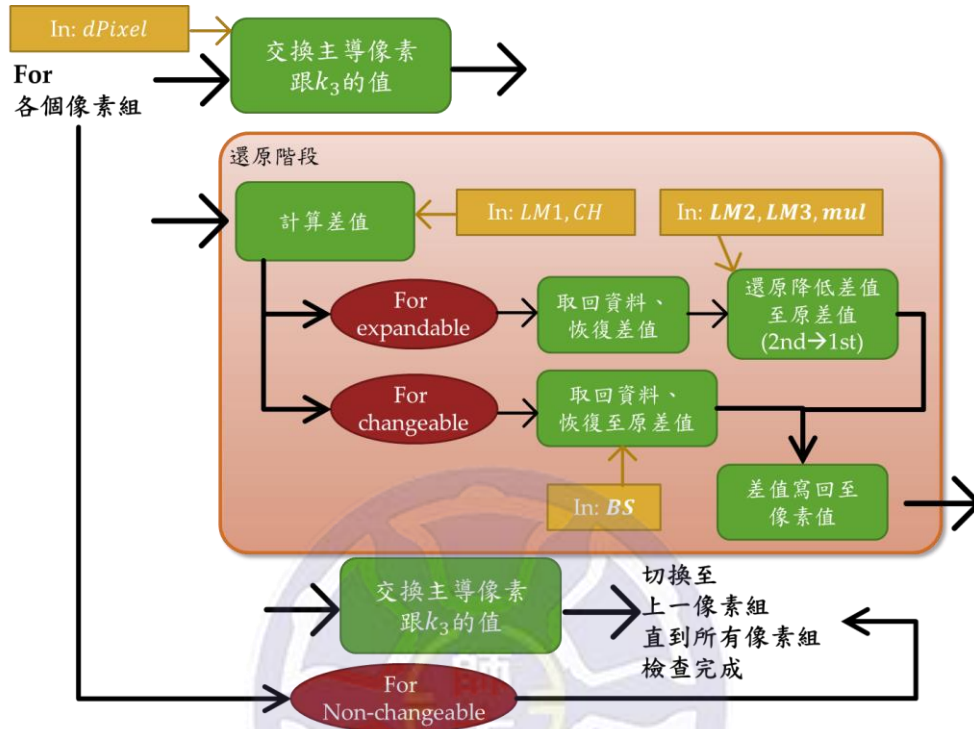 In: dPixel
For
各個像素組
交換主導像素
跟k₃的值
還原階段
計算差值
In: LM1, CH
In: LM2, LM3, mul
For
expandable
取回資料、
恢復差值
還原降低差值
至原差值
(2nd→1st)
For
changeable
取回資料、
恢復至原差值
In: BS
差值寫回至
像素值
交換主導像素
跟k₃的值
切換至
上一像素組
直到所有像素組
檢查完成
For
Non-changeable
師